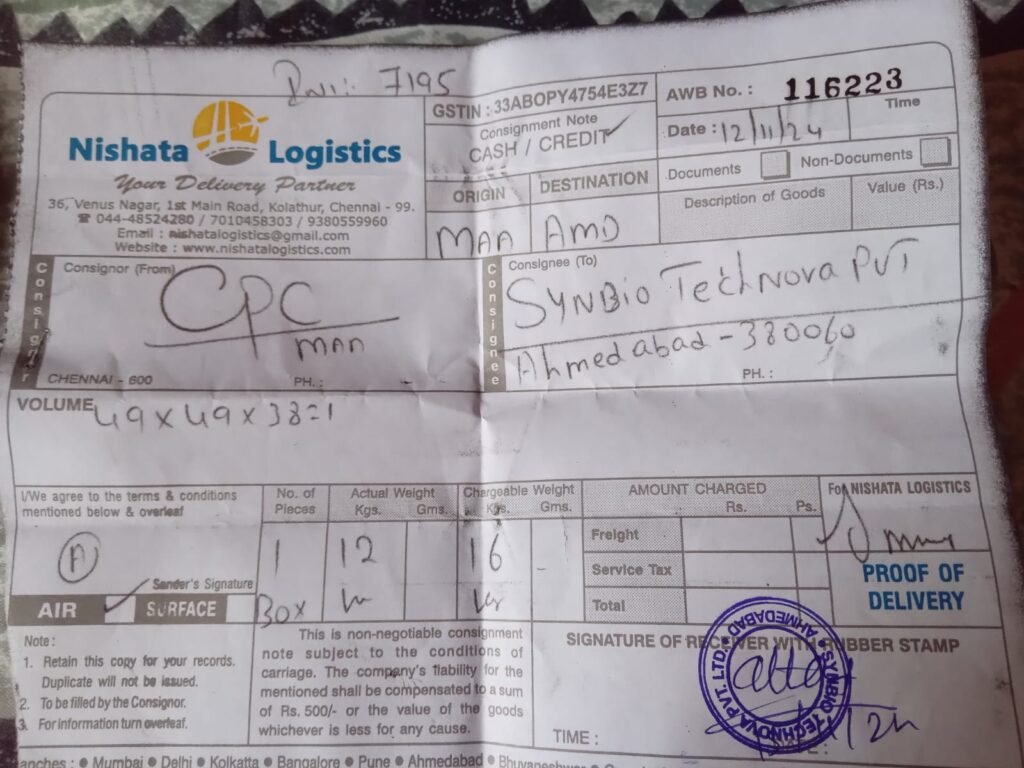 7195
Nishata Logistics
Your Delivery Partner
36, Venus Nagar, 1st Main Road, Kolathur, Chennai - 99.
☎ 044-48524280 / 7010458303 / 9380559960
Email : nishatalogistics@gmail.com
Website : www.nishatalogistics.com
GSTIN : 33ABOPY4754E3Z7
Consignment Note
CASH / CREDIT ✓
AWB No. : 116223
Date : 12/11/24 Time
ORIGIN DESTINATION
MAA AMD
Documents Non-Documents
Description of Goods Value (Rs.)
Consignor
Consignor (From)
CPC
MAA
CHENNAI - 600 PH. :
Consignee
Consignee (To)
SYNBIO TechNova PVT
Ahmedabad - 380060
PH. :
VOLUME 49 x 49 x 38 = 1
I/We agree to the terms & conditions
mentioned below & overleaf
A
Sender's Signature
AIR ✓ SURFACE
No. of Pieces
1
BOX
Actual Weight
Kgs. Gms.
12
Chargeable Weight
Kgs. Gms.
16
AMOUNT CHARGED
Rs. Ps.
Freight
Service Tax
Total
For NISHATA LOGISTICS
PROOF OF
DELIVERY
Note :
1. Retain this copy for your records.
Duplicate will not be issued.
2. To be filled by the Consignor.
3. For information turn overleaf.
This is non-negotiable consignment
note subject to the conditions of
carriage. The company's liability for the
mentioned shall be compensated to a sum
of Rs. 500/- or the value of the goods
whichever is less for any cause.
SIGNATURE OF RECEIVER WITH RUBBER STAMP
SYNBIO TECHNOVA PVT. LTD. AHMEDABAD
TIME :
anches : ● Mumbai ● Delhi ● Kolkatta ● Bangalore ● Pune ● Ahmedabad ● Bhuvaneshwer